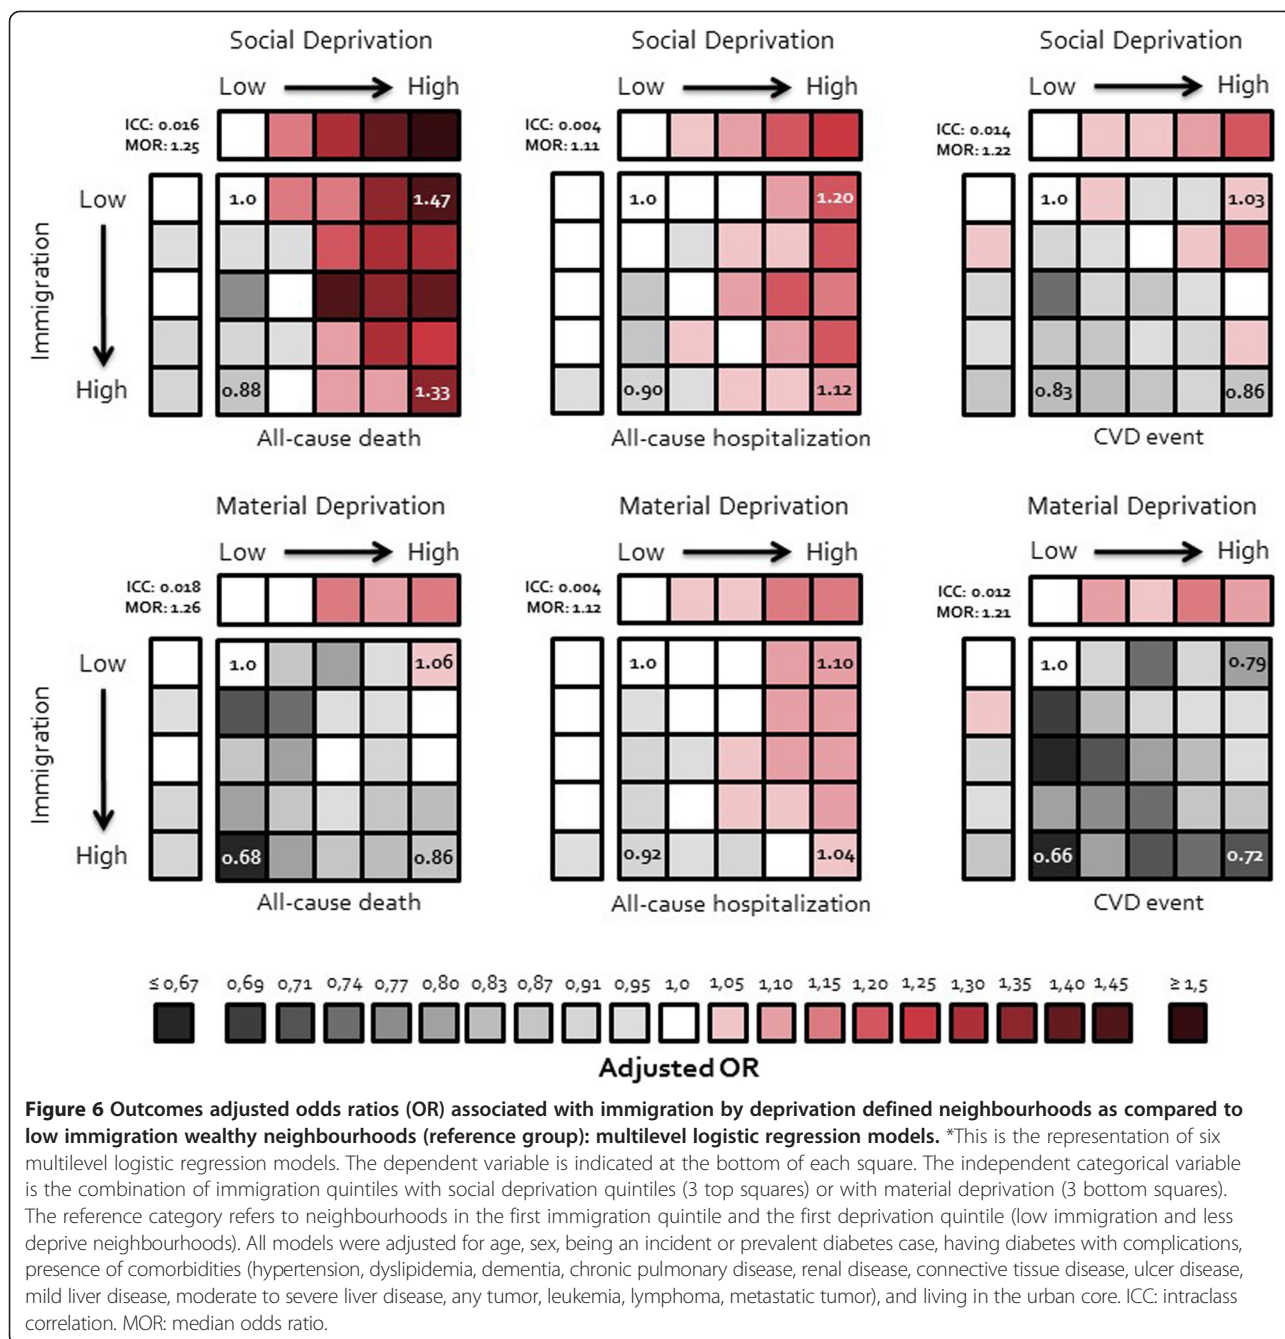 Social Deprivation
Low High
ICC: 0.016
MOR: 1.25
Immigration
Low
High
1.0 1.47
0.88 1.33
All-cause death
Social Deprivation
Low High
ICC: 0.004
MOR: 1.11
1.0 1.20
0.90 1.12
All-cause hospitalization
Social Deprivation
Low High
ICC: 0.014
MOR: 1.22
1.0 1.03
0.83 0.86
CVD event
Material Deprivation
Low High
ICC: 0.018
MOR: 1.26
Immigration
Low
High
1.0 1.06
0.68 0.86
All-cause death
Material Deprivation
Low High
ICC: 0.004
MOR: 1.12
1.0 1.10
0.92 1.04
All-cause hospitalization
Material Deprivation
Low High
ICC: 0.012
MOR: 1.21
1.0 0.79
0.66 0.72
CVD event
≤ 0,67 0,69 0,71 0,74 0,77 0,80 0,83 0,87 0,91 0,95 1,0 1,05 1,10 1,15 1,20 1,25 1,30 1,35 1,40 1,45 ≥ 1,5
Adjusted OR
Figure 6 Outcomes adjusted odds ratios (OR) associated with immigration by deprivation defined neighbourhoods as compared to
low immigration wealthy neighbourhoods (reference group): multilevel logistic regression models. *This is the representation of six
multilevel logistic regression models. The dependent variable is indicated at the bottom of each square. The independent categorical variable
is the combination of immigration quintiles with social deprivation quintiles (3 top squares) or with material deprivation (3 bottom squares).
The reference category refers to neighbourhoods in the first immigration quintile and the first deprivation quintile (low immigration and less
deprive neighbourhoods). All models were adjusted for age, sex, being an incident or prevalent diabetes case, having diabetes with complications,
presence of comorbidities (hypertension, dyslipidemia, dementia, chronic pulmonary disease, renal disease, connective tissue disease, ulcer disease,
mild liver disease, moderate to severe liver disease, any tumor, leukemia, lymphoma, metastatic tumor), and living in the urban core. ICC: intraclass
correlation. MOR: median odds ratio.